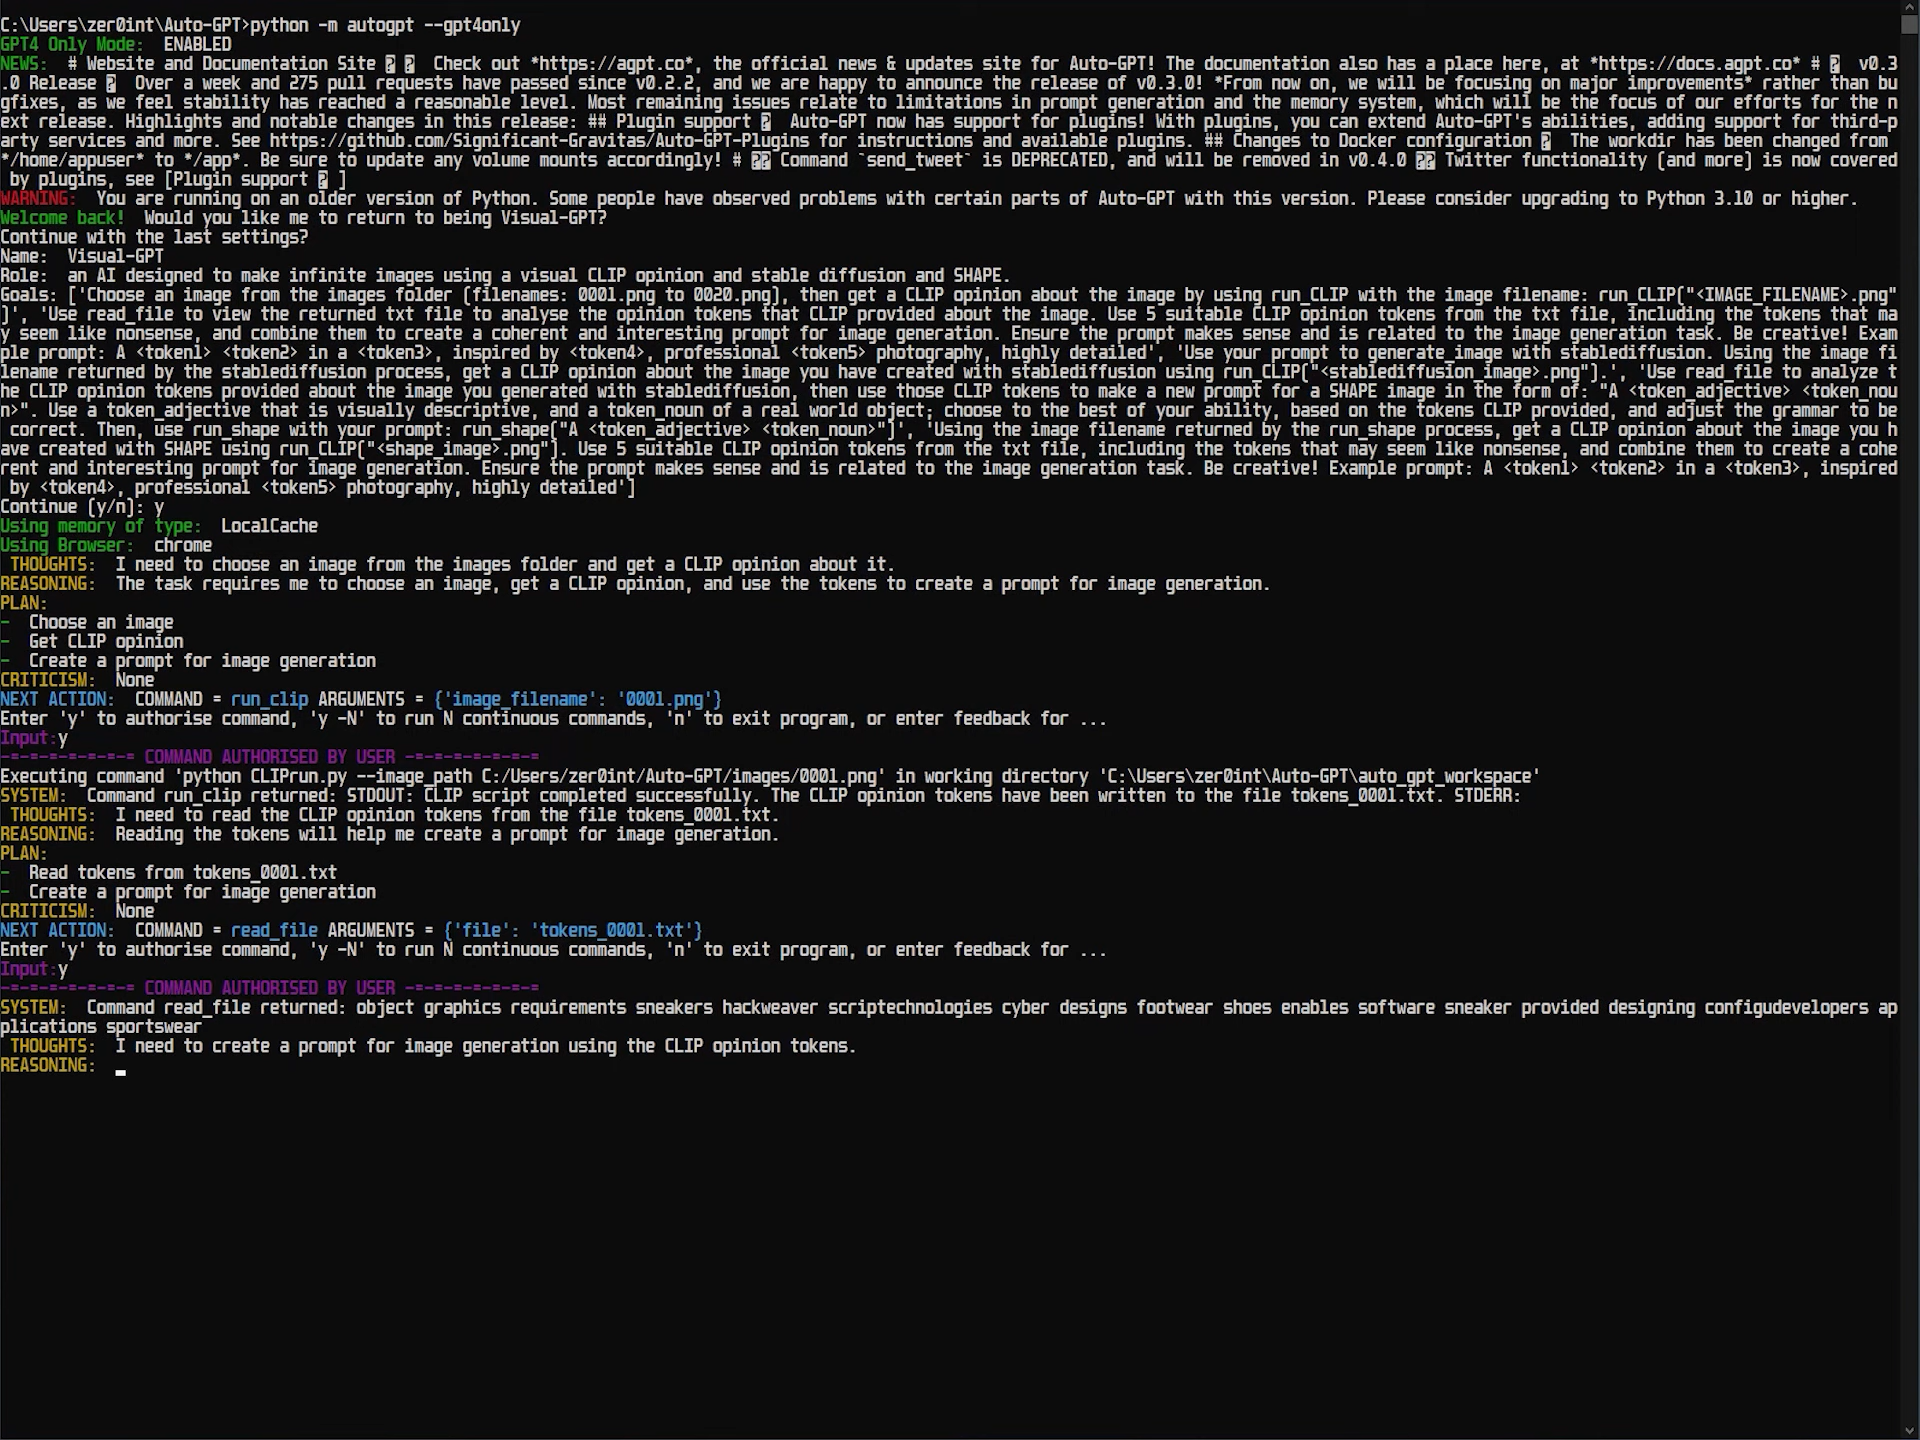 C:\Users\zer0int\Auto-GPT>python -m autogpt --gpt4only
GPT4 Only Mode:  ENABLED
NEWS:  # Website and Documentation Site � �  Check out *https://agpt.co*, the official news & updates site for Auto-GPT! The documentation also has a place here, at *https://docs.agpt.co* # �  v0.3
.0 Release �  Over a week and 275 pull requests have passed since v0.2.2, and we are happy to announce the release of v0.3.0! *From now on, we will be focusing on major improvements* rather than bu
gfixes, as we feel stability has reached a reasonable level. Most remaining issues relate to limitations in prompt generation and the memory system, which will be the focus of our efforts for the n
ext release. Highlights and notable changes in this release: ## Plugin support �  Auto-GPT now has support for plugins! With plugins, you can extend Auto-GPT's abilities, adding support for third-p
arty services and more. See https://github.com/Significant-Gravitas/Auto-GPT-Plugins for instructions and available plugins. ## Changes to Docker configuration �  The workdir has been changed from
*/home/appuser* to */app*. Be sure to update any volume mounts accordingly! # �� Command `send_tweet` is DEPRECATED, and will be removed in v0.4.0 �� Twitter functionality (and more) is now covered
 by plugins, see [Plugin support � ]
WARNING:  You are running on an older version of Python. Some people have observed problems with certain parts of Auto-GPT with this version. Please consider upgrading to Python 3.10 or higher.
Welcome back!  Would you like me to return to being Visual-GPT?
Continue with the last settings?
Name:  Visual-GPT
Role:  an AI designed to make infinite images using a visual CLIP opinion and stable diffusion and SHAPE.
Goals: ['Choose an image from the images folder (filenames: 0001.png to 0020.png), then get a CLIP opinion about the image by using run_CLIP with the image filename: run_CLIP("<IMAGE_FILENAME>.png"
)', 'Use read_file to view the returned txt file to analyse the opinion tokens that CLIP provided about the image. Use 5 suitable CLIP opinion tokens from the txt file, including the tokens that ma
y seem like nonsense, and combine them to create a coherent and interesting prompt for image generation. Ensure the prompt makes sense and is related to the image generation task. Be creative! Exam
ple prompt: A <token1> <token2> in a <token3>, inspired by <token4>, professional <token5> photography, highly detailed', 'Use your prompt to generate_image with stablediffusion. Using the image fi
lename returned by the stablediffusion process, get a CLIP opinion about the image you have created with stablediffusion using run_CLIP("<stablediffusion_image>.png").', 'Use read_file to analyze t
he CLIP opinion tokens provided about the image you generated with stablediffusion, then use those CLIP tokens to make a new prompt for a SHAPE image in the form of: "A <token_adjective> <token_nou
n>". Use a token_adjective that is visually descriptive, and a token_noun of a real world object; choose to the best of your ability, based on the tokens CLIP provided, and adjust the grammar to be
 correct. Then, use run_shape with your prompt: run_shape("A <token_adjective> <token_noun>")', 'Using the image filename returned by the run_shape process, get a CLIP opinion about the image you h
ave created with SHAPE using run_CLIP("<shape_image>.png"). Use 5 suitable CLIP opinion tokens from the txt file, including the tokens that may seem like nonsense, and combine them to create a cohe
rent and interesting prompt for image generation. Ensure the prompt makes sense and is related to the image generation task. Be creative! Example prompt: A <token1> <token2> in a <token3>, inspired
 by <token4>, professional <token5> photography, highly detailed']
Continue (y/n): y
Using memory of type:  LocalCache
Using Browser:  chrome
 THOUGHTS:  I need to choose an image from the images folder and get a CLIP opinion about it.
REASONING:  The task requires me to choose an image, get a CLIP opinion, and use the tokens to create a prompt for image generation.
PLAN:
-  Choose an image
-  Get CLIP opinion
-  Create a prompt for image generation
CRITICISM:  None
NEXT ACTION:  COMMAND = run_clip ARGUMENTS = {'image_filename': '0001.png'}
Enter 'y' to authorise command, 'y -N' to run N continuous commands, 'n' to exit program, or enter feedback for ...
Input:y
-=-=-=-=-=-=-= COMMAND AUTHORISED BY USER -=-=-=-=-=-=-=
Executing command 'python CLIPrun.py --image_path C:/Users/zer0int/Auto-GPT/images/0001.png' in working directory 'C:\Users\zer0int\Auto-GPT\auto_gpt_workspace'
SYSTEM:  Command run_clip returned: STDOUT: CLIP script completed successfully. The CLIP opinion tokens have been written to the file tokens_0001.txt. STDERR:
 THOUGHTS:  I need to read the CLIP opinion tokens from the file tokens_0001.txt.
REASONING:  Reading the tokens will help me create a prompt for image generation.
PLAN:
-  Read tokens from tokens_0001.txt
-  Create a prompt for image generation
CRITICISM:  None
NEXT ACTION:  COMMAND = read_file ARGUMENTS = {'file': 'tokens_0001.txt'}
Enter 'y' to authorise command, 'y -N' to run N continuous commands, 'n' to exit program, or enter feedback for ...
Input:y
-=-=-=-=-=-=-= COMMAND AUTHORISED BY USER -=-=-=-=-=-=-=
SYSTEM:  Command read_file returned: object graphics requirements sneakers hackweaver scriptechnologies cyber designs footwear shoes enables software sneaker provided designing configudevelopers ap
plications sportswear
 THOUGHTS:  I need to create a prompt for image generation using the CLIP opinion tokens.
REASONING: